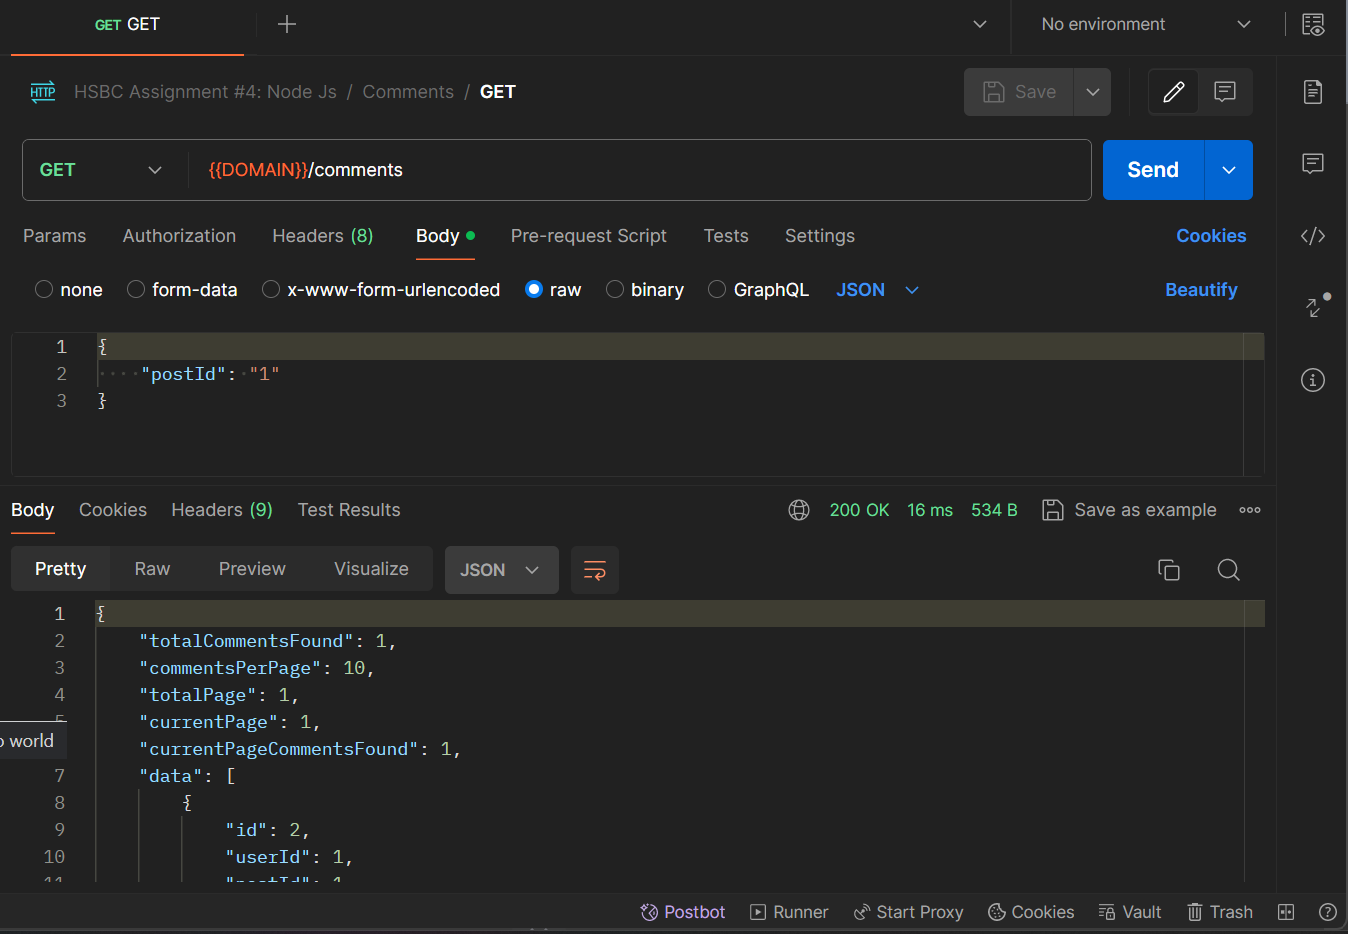 GET GET
No environment
HTTP HSBC Assignment #4: Node Js / Comments / GET
Save
GET {{DOMAIN}}/comments
Send
Params Authorization Headers (8) Body Pre-request Script Tests Settings Cookies
none form-data x-www-form-urlencoded raw binary GraphQL JSON Beautify
1 {
2 ····"postId":·"1"
3 }
Body Cookies Headers (9) Test Results 200 OK 16 ms 534 B Save as example
Pretty Raw Preview Visualize JSON
1 {
2 "totalCommentsFound": 1,
3 "commentsPerPage": 10,
4 "totalPage": 1,
5 "currentPage": 1,
"currentPageCommentsFound": 1,
world
7 "data": [
8 {
9 "id": 2,
10 "userId": 1,
11 "postId": 1
Postbot Runner Start Proxy Cookies Vault Trash